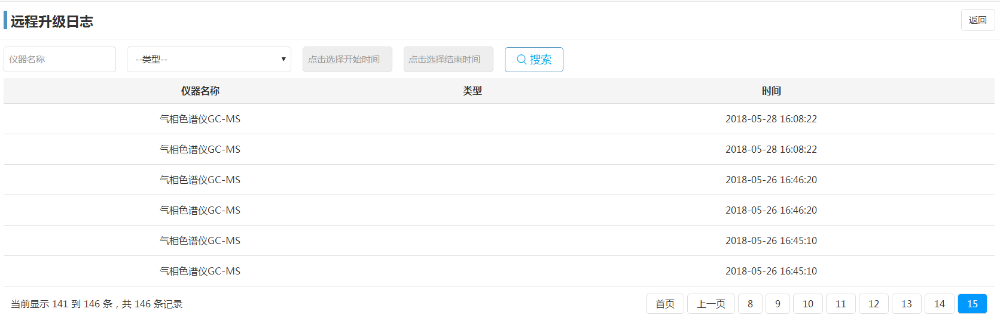 远程升级日志 返回
仪器名称 --类型-- 点击选择开始时间 点击选择结束时间 搜索
仪器名称 类型 时间
气相色谱仪GC-MS 2018-05-28 16:08:22
气相色谱仪GC-MS 2018-05-28 16:08:22
气相色谱仪GC-MS 2018-05-26 16:46:20
气相色谱仪GC-MS 2018-05-26 16:46:20
气相色谱仪GC-MS 2018-05-26 16:45:10
气相色谱仪GC-MS 2018-05-26 16:45:10
当前显示 141 到 146 条，共 146 条记录 首页 上一页 8 9 10 11 12 13 14 15